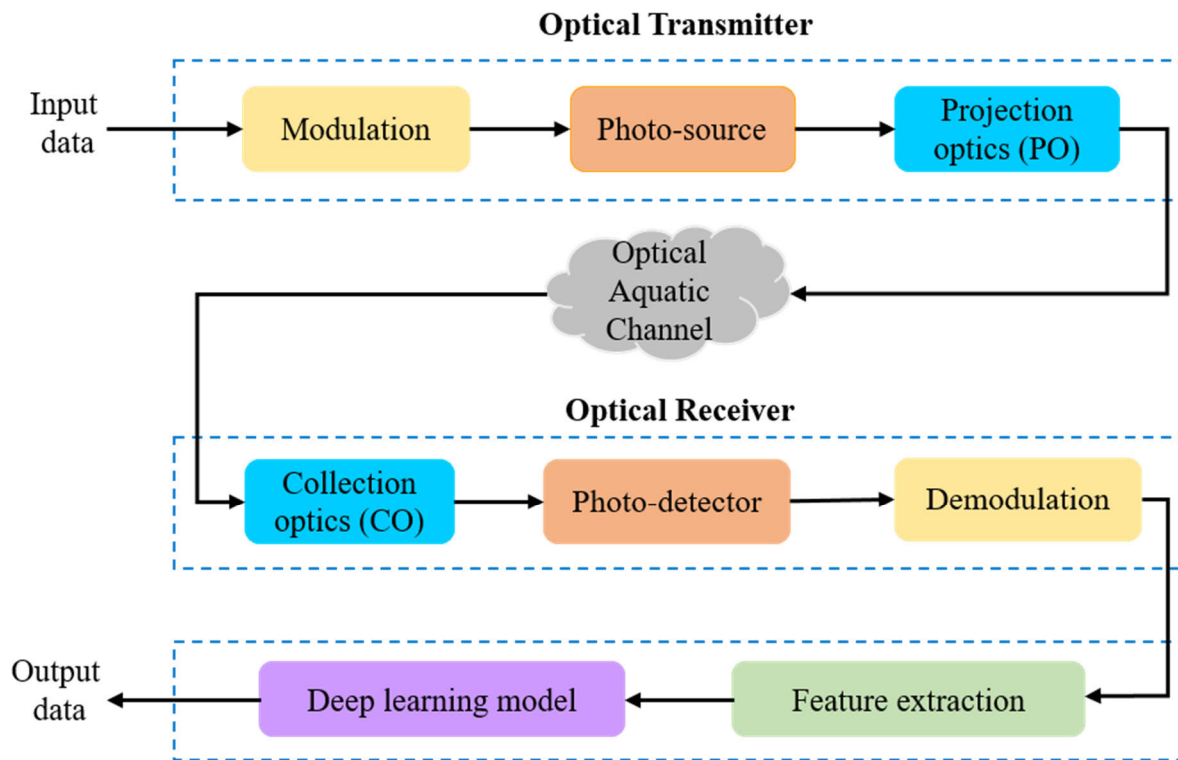 Optical Transmitter
Input
data
Modulation
Photo-source
Projection
optics (PO)
Optical
Aquatic
Channel
Optical Receiver
Collection
optics (CO)
Photo-detector
Demodulation
Output
data
Deep learning model
Feature extraction